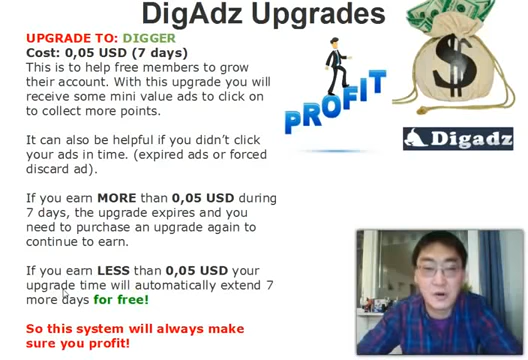 DigAdz Upgrades
UPGRADE TO: DIGGER
Cost: 0,05 USD (7 days)
This is to help free members to grow
their account. With this upgrade you will
receive some mini value ads to click on
to collect more points.
It can also be helpful if you didn't click
your ads in time. (expired ads or forced
discard ad).
If you earn MORE than 0,05 USD during
7 days, the upgrade expires and you
need to purchase an upgrade again to
continue to earn.
If you earn LESS than 0,05 USD your
upgrade time will automatically extend 7
more days for free!
So this system will always make
sure you profit!
PROFIT
$
Digadz